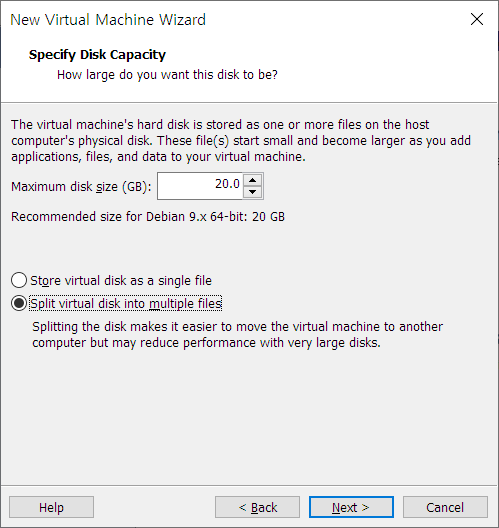 New Virtual Machine Wizard
Specify Disk Capacity
How large do you want this disk to be?
The virtual machine's hard disk is stored as one or more files on the host
computer's physical disk. These file(s) start small and become larger as you add
applications, files, and data to your virtual machine.
Maximum disk size (GB): 20.0
Recommended size for Debian 9.x 64-bit: 20 GB
Store virtual disk as a single file
Split virtual disk into multiple files
Splitting the disk makes it easier to move the virtual machine to another
computer but may reduce performance with very large disks.
Help < Back Next > Cancel